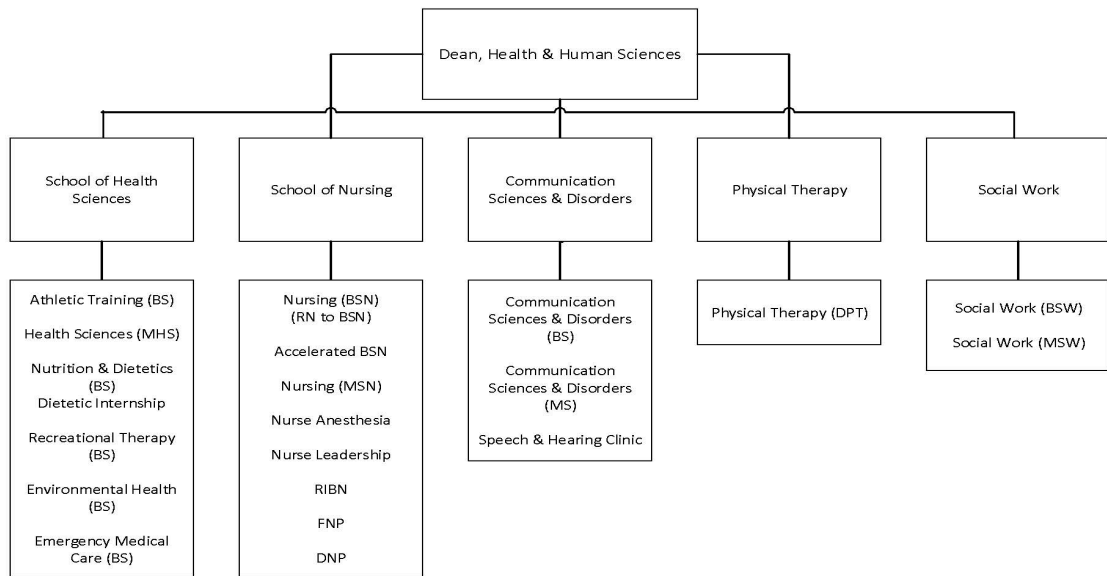 Dean, Health & Human Sciences
School of Health
Sciences
School of Nursing
Communication
Sciences & Disorders
Physical Therapy
Social Work
Athletic Training (BS)
Health Sciences (MHS)
Nutrition & Dietetics
(BS)
Dietetic Internship
Recreational Therapy
(BS)
Environmental Health
(BS)
Emergency Medical
Care (BS)
Nursing (BSN)
(RN to BSN)
Accelerated BSN
Nursing (MSN)
Nurse Anesthesia
Nurse Leadership
RIBN
FNP
DNP
Communication
Sciences & Disorders
(BS)
Communication
Sciences & Disorders
(MS)
Speech & Hearing Clinic
Physical Therapy (DPT)
Social Work (BSW)
Social Work (MSW)